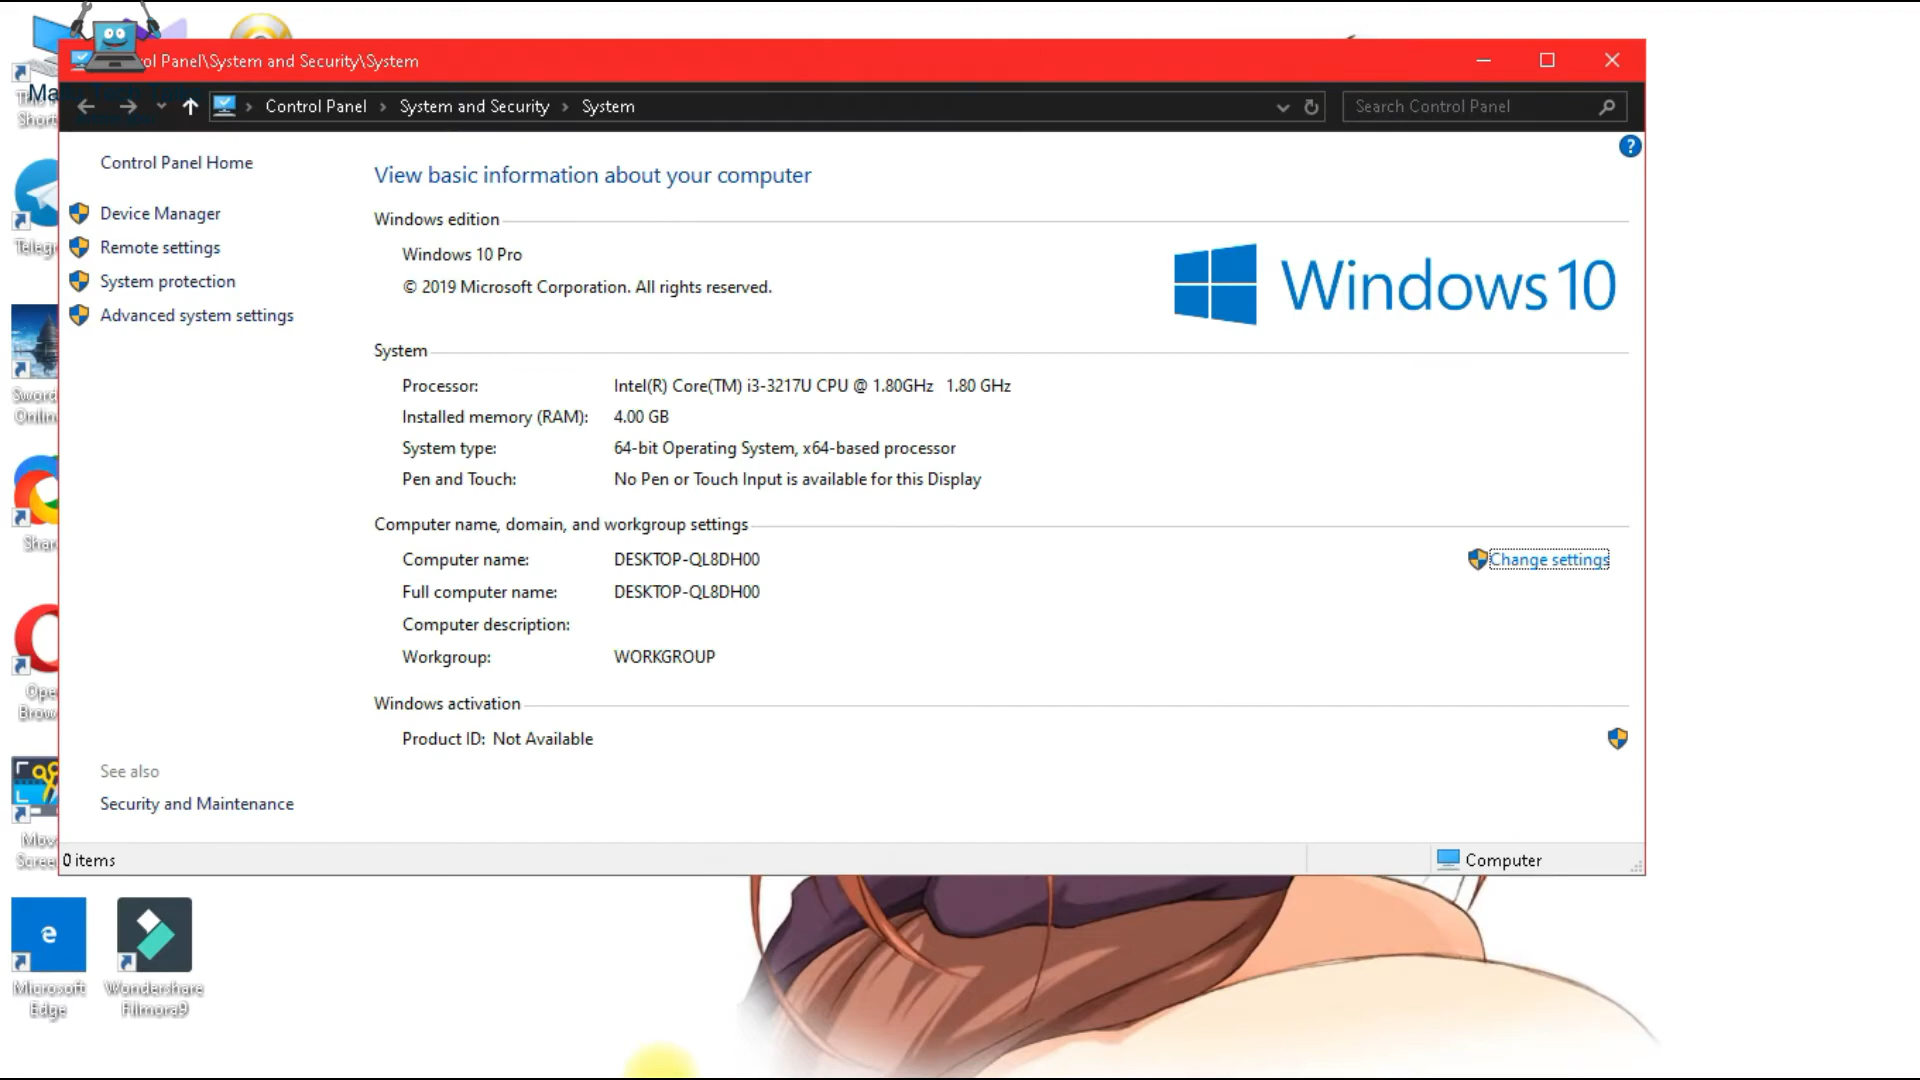 ol Panel\System and Security\System
Control Panel > System and Security > System
Search Control Panel
Control Panel Home
Device Manager
Remote settings
System protection
Advanced system settings
See also
Security and Maintenance
View basic information about your computer
Windows edition
Windows 10 Pro
© 2019 Microsoft Corporation. All rights reserved.
Windows 10
System
Processor: Intel(R) Core(TM) i3-3217U CPU @ 1.80GHz 1.80 GHz
Installed memory (RAM): 4.00 GB
System type: 64-bit Operating System, x64-based processor
Pen and Touch: No Pen or Touch Input is available for this Display
Computer name, domain, and workgroup settings
Computer name: DESKTOP-QL8DH00
Change settings
Full computer name: DESKTOP-QL8DH00
Computer description:
Workgroup: WORKGROUP
Windows activation
Product ID: Not Available
0 items
Computer
Microsoft
Edge
Wondershare
Filmora9